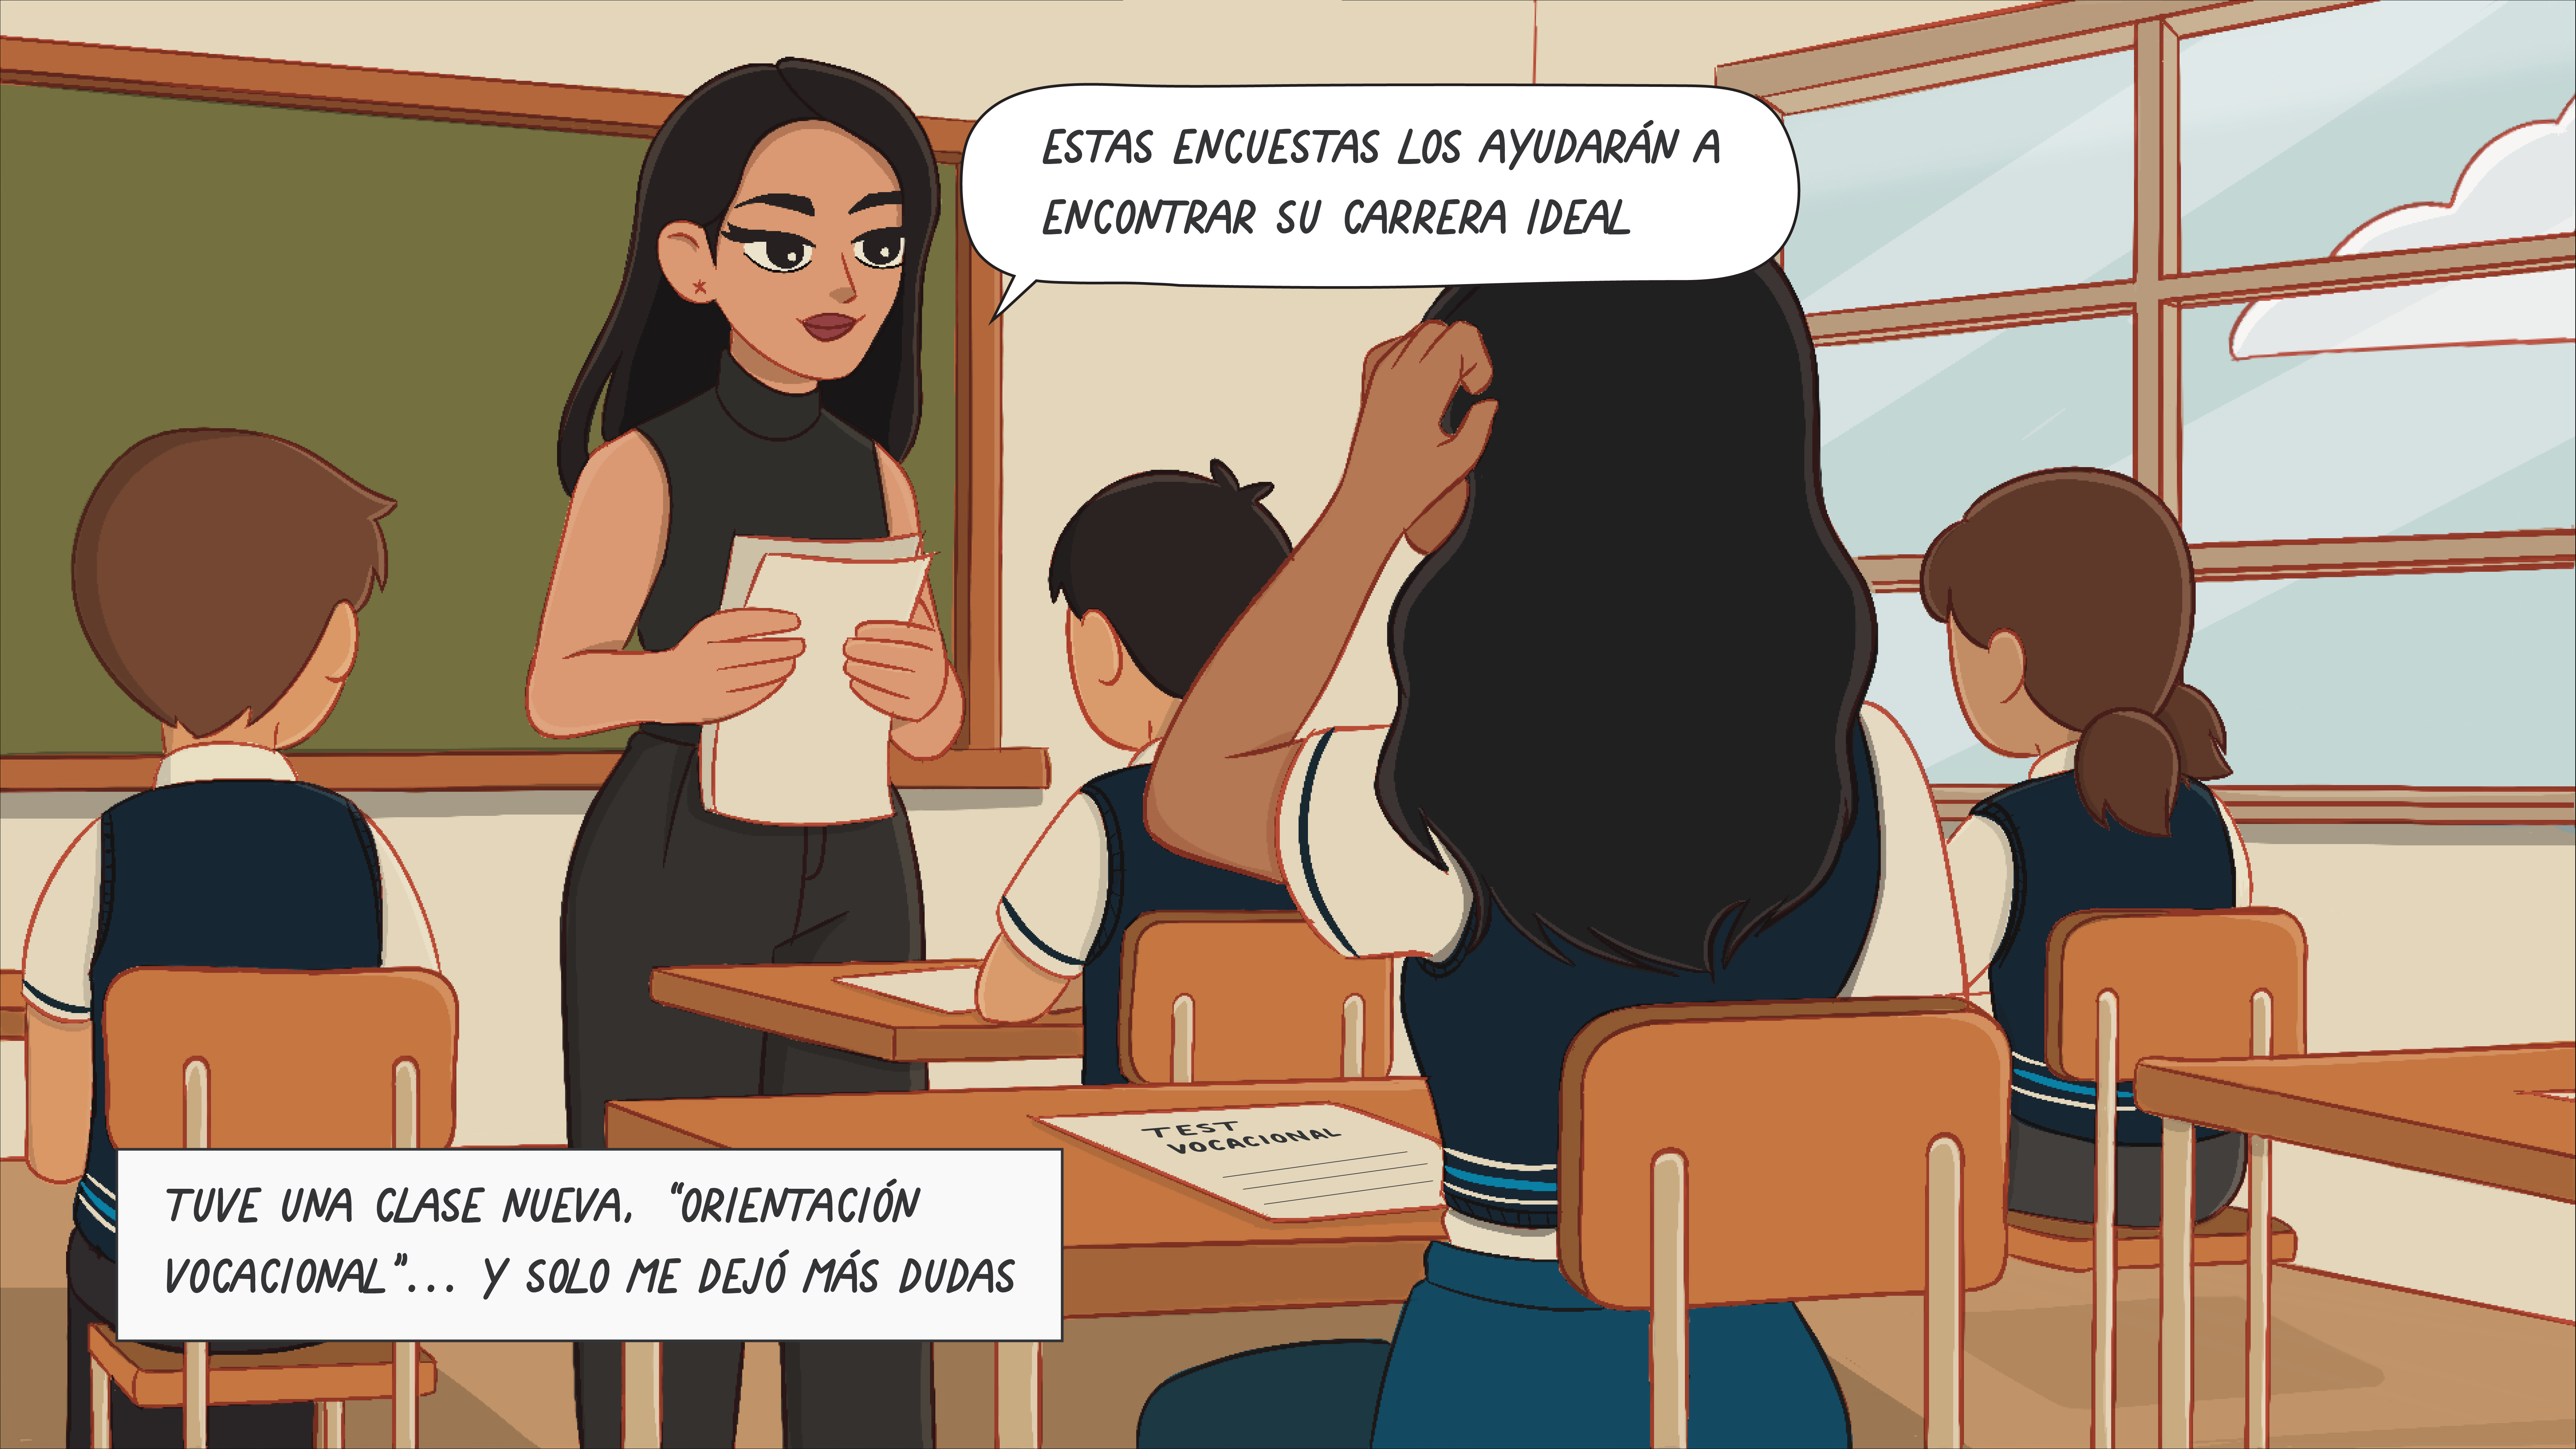 ESTAS ENCUESTAS LOS AYUDARÁN A
ENCONTRAR SU CARRERA IDEAL
TEST
VOCACIONAL
TUVE UNA CLASE NUEVA, "ORIENTACIÓN
VOCACIONAL"... Y SOLO ME DEJÓ MÁS DUDAS